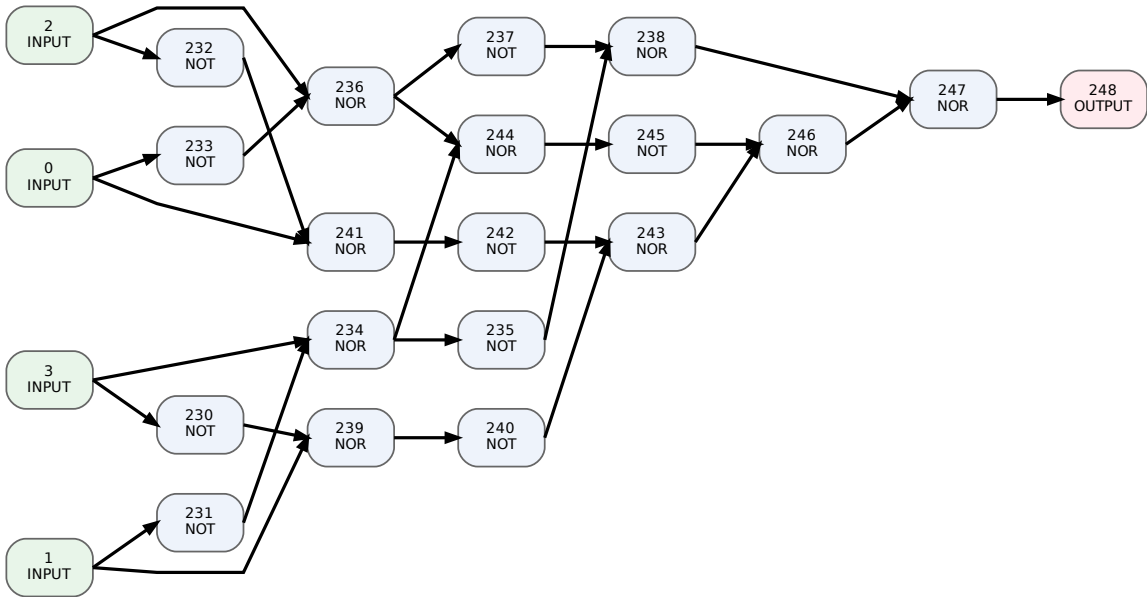 2
INPUT
232
NOT
0
INPUT
233
NOT
3
INPUT
230
NOT
1
INPUT
231
NOT
236
NOR
241
NOR
234
NOR
239
NOR
237
NOT
244
NOR
242
NOT
235
NOT
240
NOT
238
NOR
245
NOT
243
NOR
246
NOR
247
NOR
248
OUTPUT